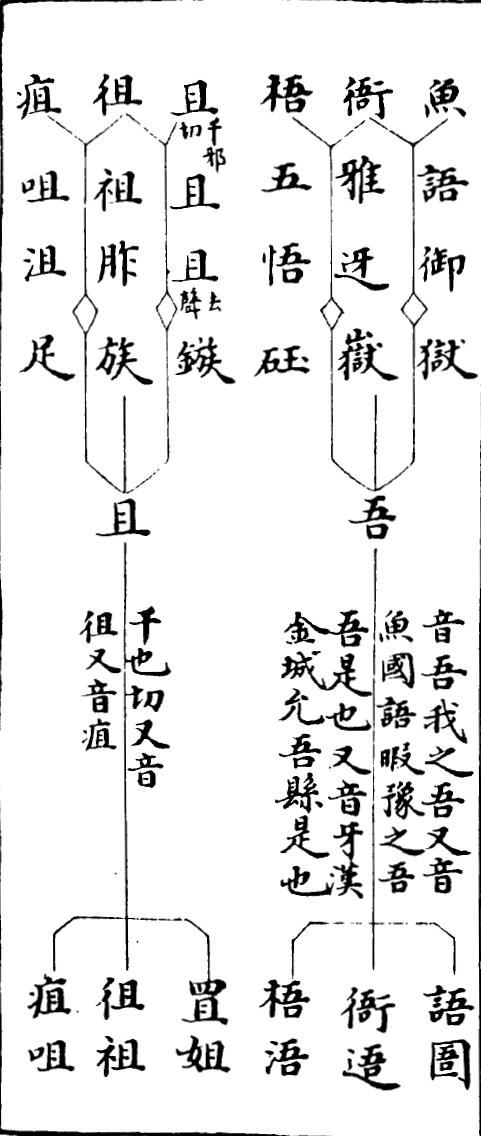 魚語御獄
衙雅迓嶽
梧五悟砡
吾
音吾我之吾又音
魚國語暇豫之吾
吾是也又音牙漢
金城允吾縣是也
語圄
衙逜
梧浯
且千邪切且且去聲鏃
徂祖胙族
疽咀沮足
且
千也切又音
徂又音疽
罝姐
徂祖
疽咀